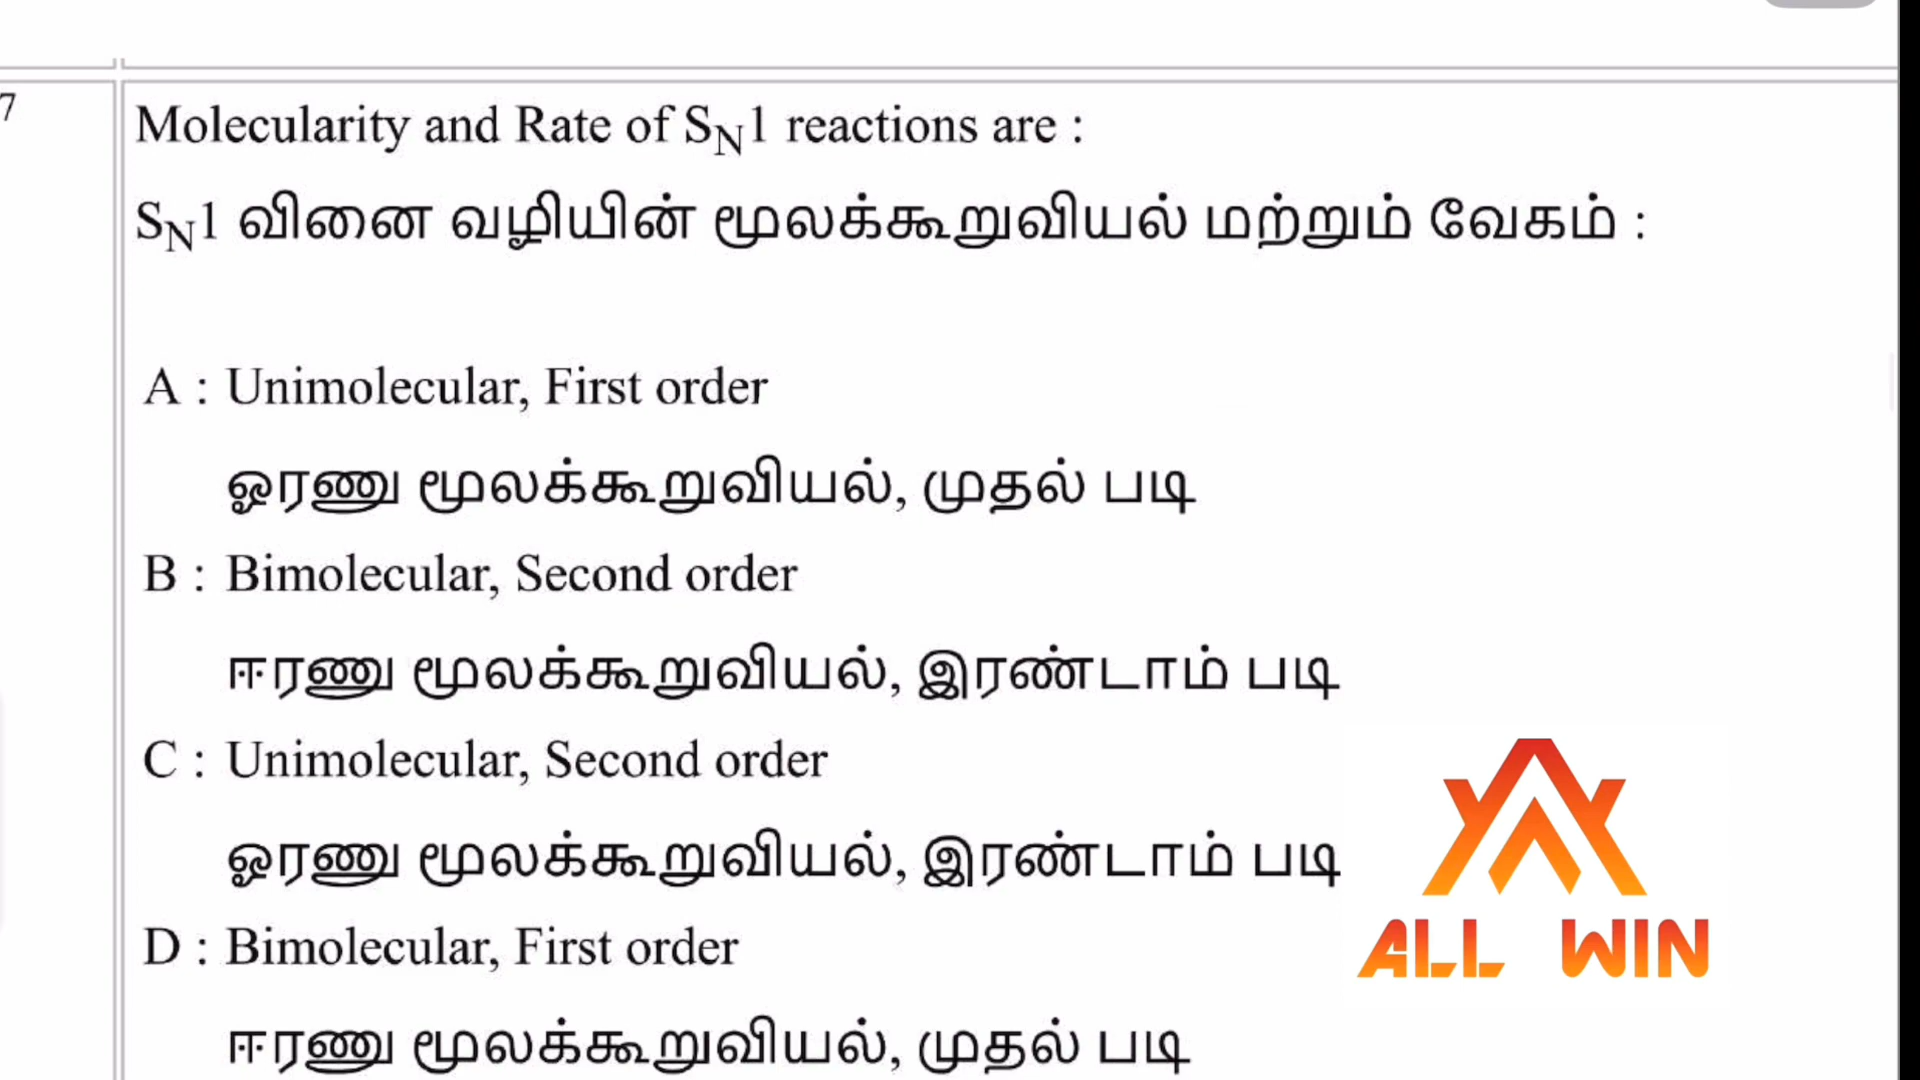 7
Molecularity and Rate of SN1 reactions are :
SN1 வினை வழியின் மூலக்கூறுவியல் மற்றும் வேகம் :
A : Unimolecular, First order
ஓரணு மூலக்கூறுவியல், முதல் படி
B : Bimolecular, Second order
ஈரணு மூலக்கூறுவியல், இரண்டாம் படி
C : Unimolecular, Second order
ஓரணு மூலக்கூறுவியல், இரண்டாம் படி
D : Bimolecular, First order
ஈரணு மூலக்கூறுவியல், முதல் படி
ALL WIN